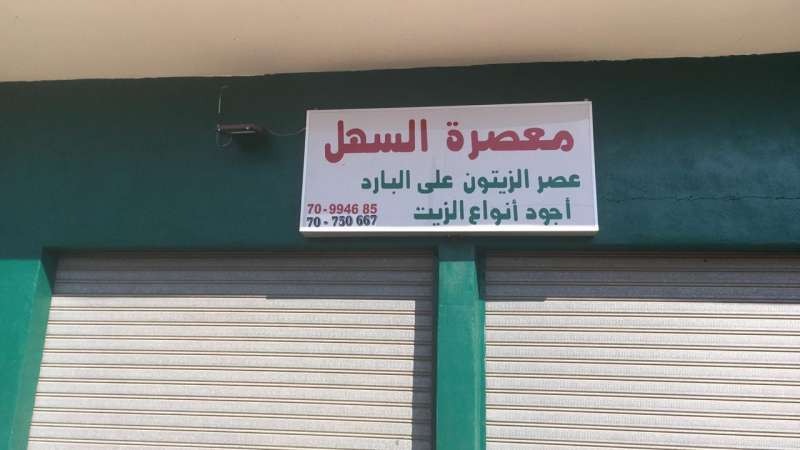 معصرة السهل
عصر الزيتون على البارد
أجود أنواع الزيت
70-9946 85
70-730 667